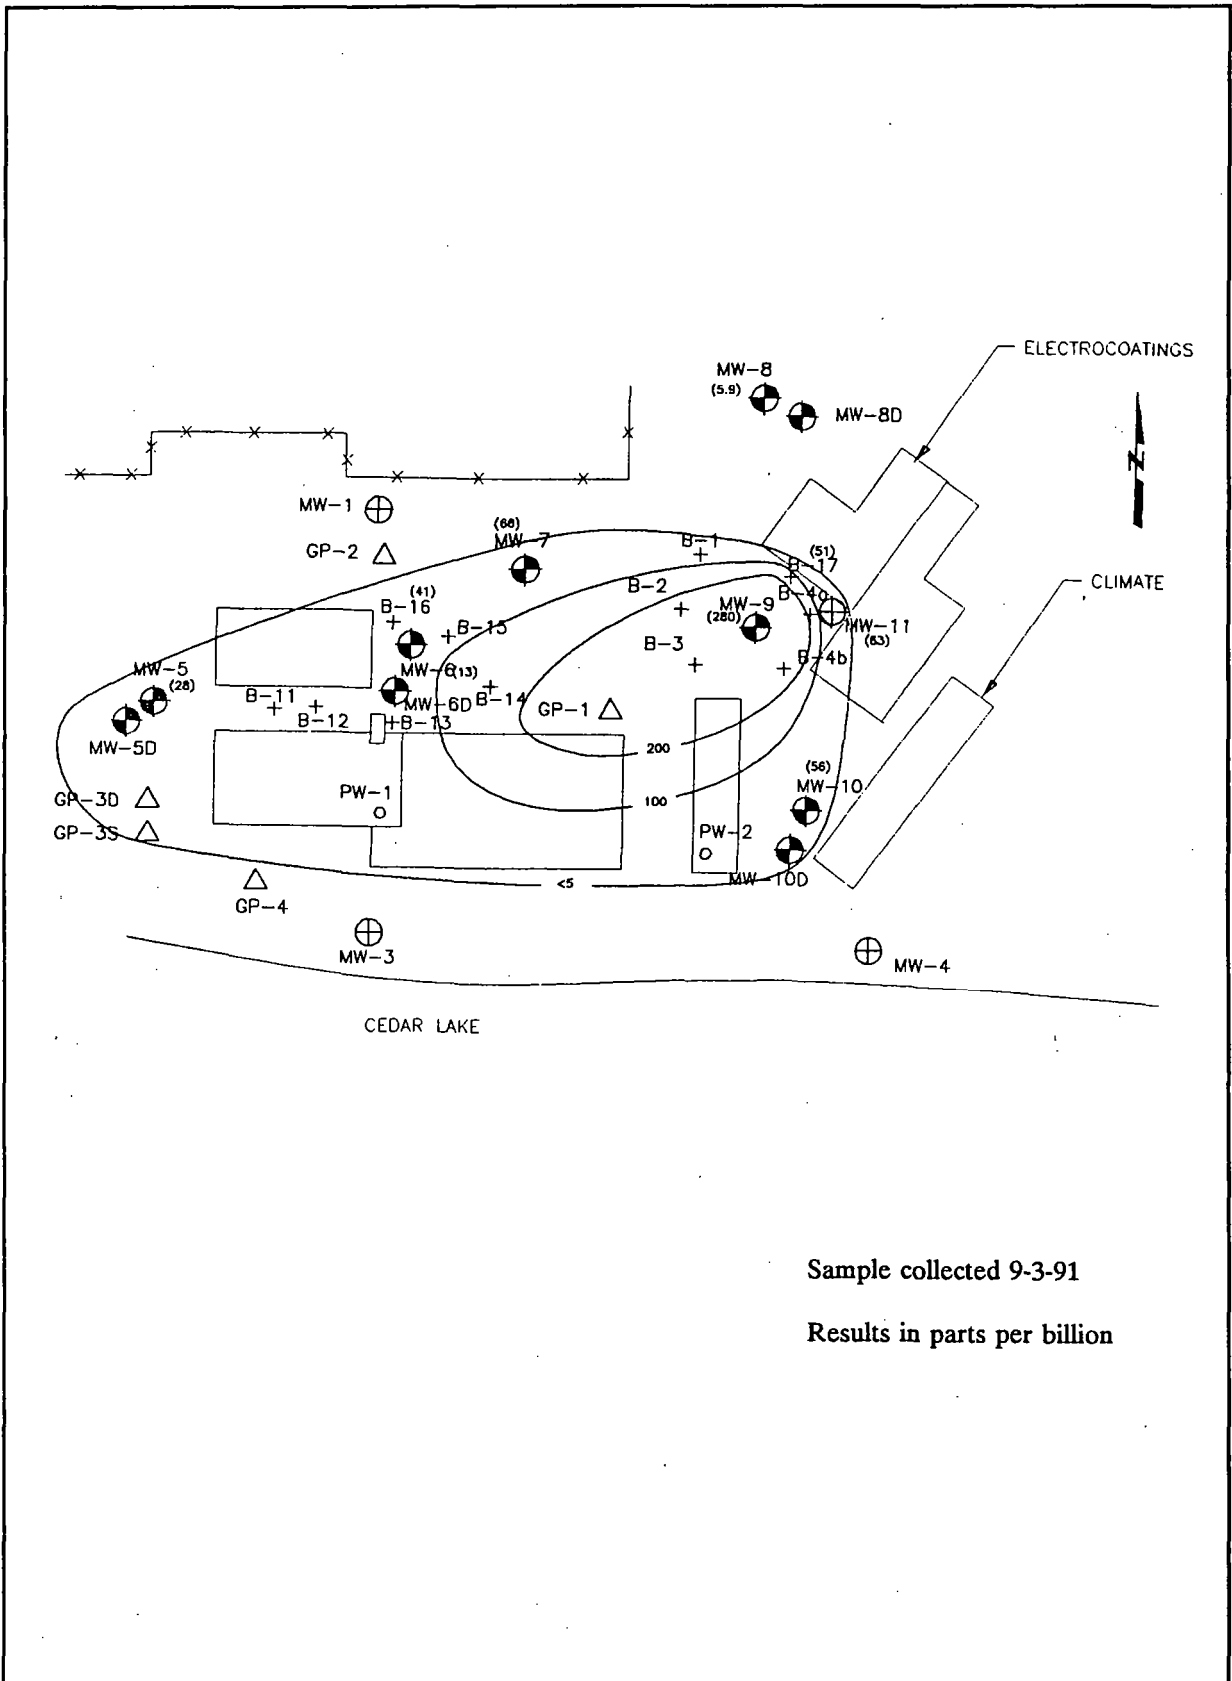 ELECTROCOATINGS
MW-8
(5.9)
MW-8D
N
MW-1
GP-2
(66)
MW-7
B-1
(51)
B-17
CLIMATE
B-2
B-4a
(41)
B-16
MW-9
(280)
MW-11
(63)
B-15
B-3
B-4b
MW-5
(28)
MW-6
(13)
B-11
MW-6D
B-14
GP-1
B-12
B-13
MW-5D
200
(56)
MW-10
GP-3D
PW-1
100
GP-3S
PW-2
<5
MW-10D
GP-4
MW-3
MW-4
CEDAR LAKE
Sample collected 9-3-91
Results in parts per billion